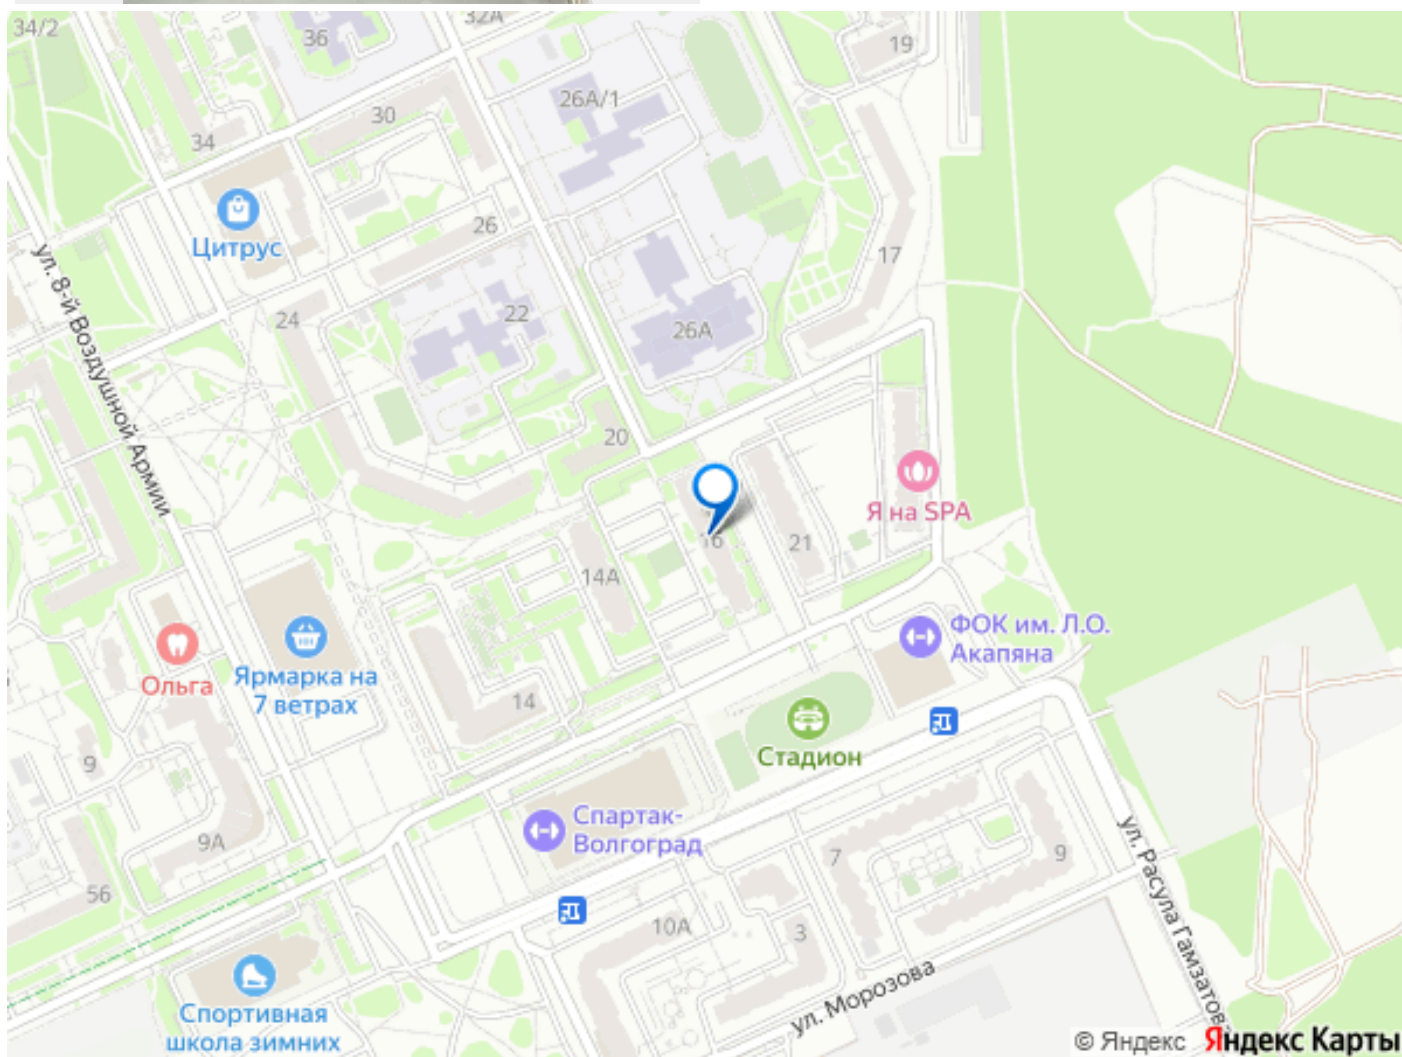 34/2
32А
36
19
26А/1
30
34
26
Цитрус
17
ул. 8-й Воздушной Армии
24
22
26А
20
Я на SPA
16
21
14А
ФОК им. Л.О.
Акапяна
Ольга
Ярмарка на
7 ветрах
14
Стадион
9
Спартак-
Волгоград
9А
7
9
ул. Расула Гамзатов
56
10А
3
ул. Морозова
Спортивная
школа зимних
© Яндекс Яндекс Карты